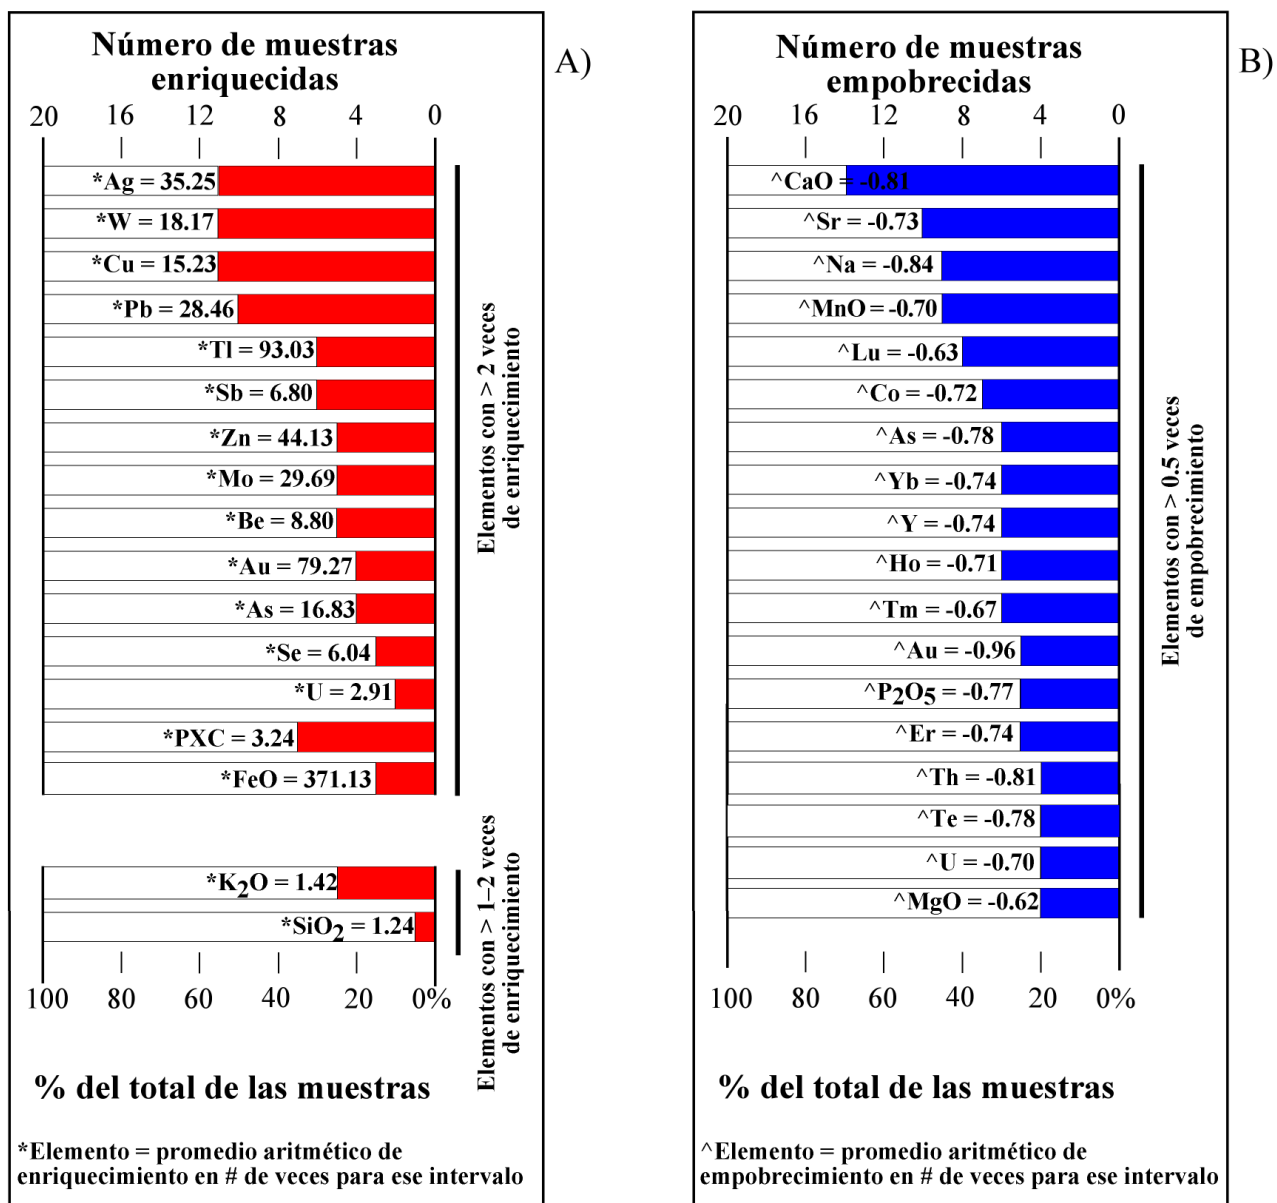 Número de muestras
enriquecidas
A)
20 16 12 8 4 0
*Ag = 35.25
*W = 18.17
*Cu = 15.23
*Pb = 28.46
*Tl = 93.03
*Sb = 6.80
*Zn = 44.13
*Mo = 29.69
*Be = 8.80
*Au = 79.27
*As = 16.83
*Se = 6.04
*U = 2.91
*PXC = 3.24
*FeO = 371.13
Elementos con > 2 veces
de enriquecimiento
*K2O = 1.42
*SiO2 = 1.24
Elementos con > 1–2 veces
de enriquecimiento
100 80 60 40 20 0%
% del total de las muestras
*Elemento = promedio aritmético de
enriquecimiento en # de veces para ese intervalo
Número de muestras
empobrecidas
B)
20 16 12 8 4 0
^CaO = -0.81
^Sr = -0.73
^Na = -0.84
^MnO = -0.70
^Lu = -0.63
^Co = -0.72
^As = -0.78
^Yb = -0.74
^Y = -0.74
^Ho = -0.71
^Tm = -0.67
^Au = -0.96
^P2O5 = -0.77
^Er = -0.74
^Th = -0.81
^Te = -0.78
^U = -0.70
^MgO = -0.62
Elementos con > 0.5 veces
de empobrecimiento
100 80 60 40 20 0%
% del total de las muestras
^Elemento = promedio aritmético de
empobrecimiento en # de veces para ese intervalo